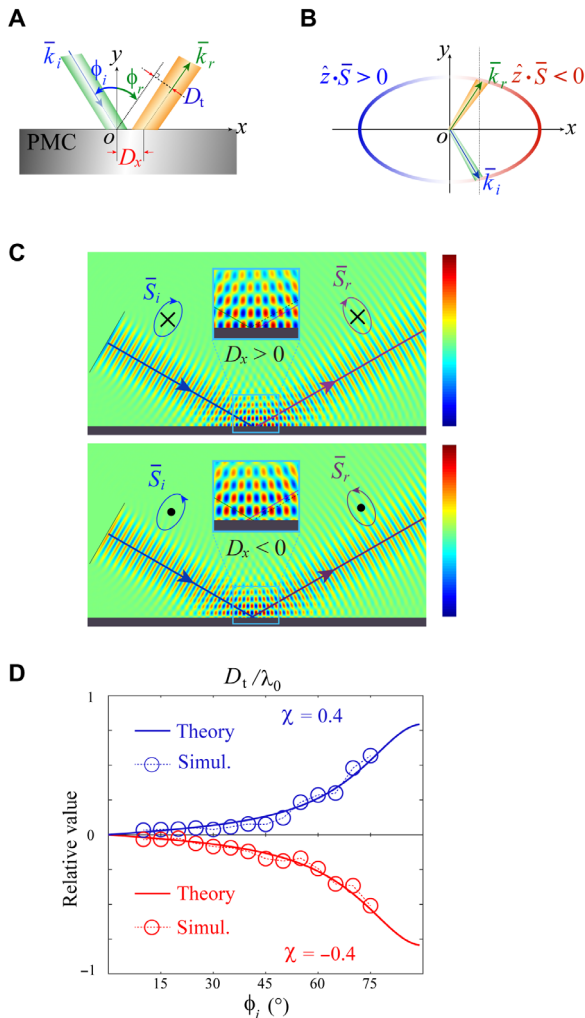 A
k̄i
ϕi
y
ϕr
k̄r
Dt
PMC
o
x
Dx
B
y
ẑ·S̄ > 0
k̄r
ẑ·S̄ < 0
o
x
k̄i
C
S̄i
S̄r
Dx > 0
S̄i
S̄r
Dx < 0
D
Dt /λ0
1
χ = 0.4
Theory
Simul.
Relative value
0
Theory
Simul.
χ = −0.4
−1
15
30
45
60
75
ϕi (°)